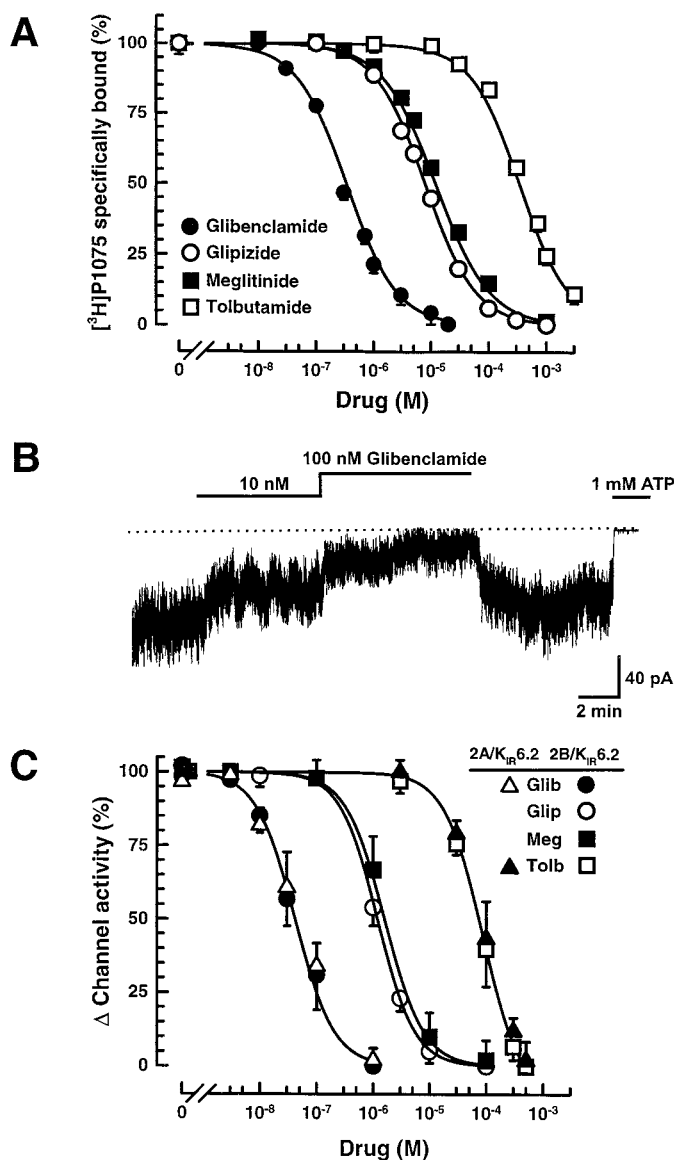 A
[³H]P1075 specifically bound (%)
100
75
50
25
0
Glibenclamide
Glipizide
Meglitinide
Tolbutamide
0
10⁻⁸
10⁻⁷
10⁻⁶
10⁻⁵
10⁻⁴
10⁻³
Drug (M)
B
100 nM Glibenclamide
10 nM
1 mM ATP
40 pA
2 min
C
Δ Channel activity (%)
100
75
50
25
0
2A/KIR6.2 2B/KIR6.2
Glib
Glip
Meg
Tolb
0
10⁻⁸
10⁻⁷
10⁻⁶
10⁻⁵
10⁻⁴
10⁻³
Drug (M)